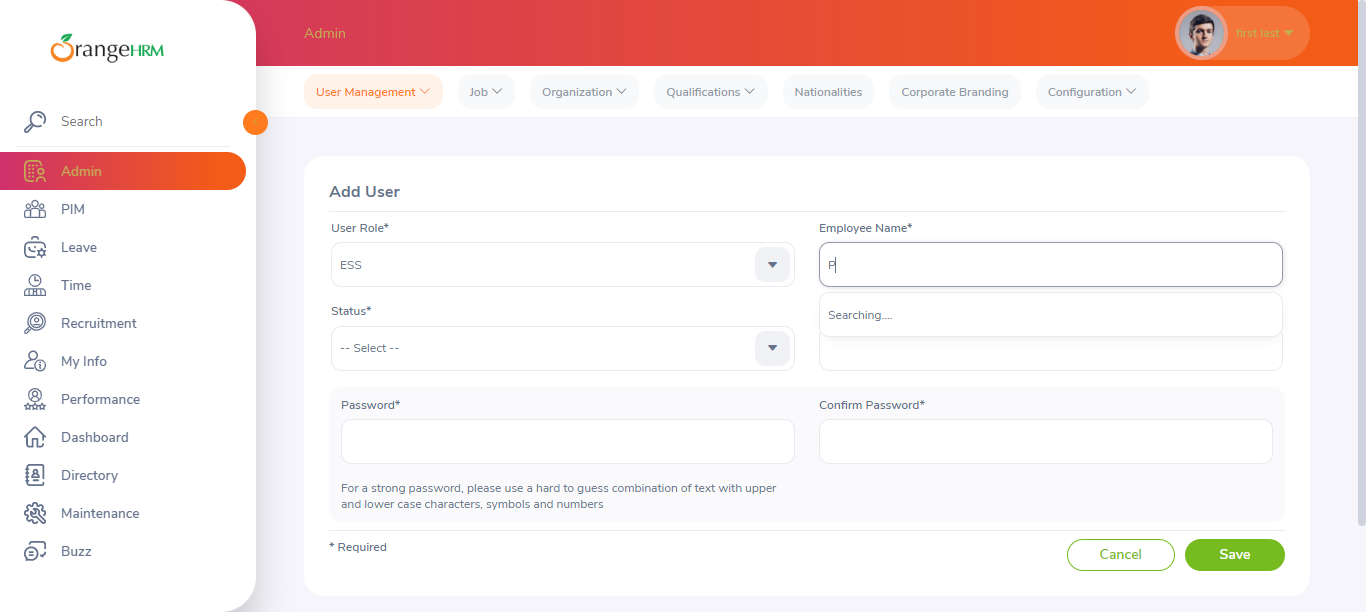 OrangeHRM
Search
Admin
PIM
Leave
Time
Recruitment
My Info
Performance
Dashboard
Directory
Maintenance
Buzz
Admin
first last
User Management
Job
Organization
Qualifications
Nationalities
Corporate Branding
Configuration
Add User
User Role*
Employee Name*
ESS
P
Searching....
Status*
-- Select --
Password*
Confirm Password*
For a strong password, please use a hard to guess combination of text with upper
and lower case characters, symbols and numbers
* Required
Cancel
Save